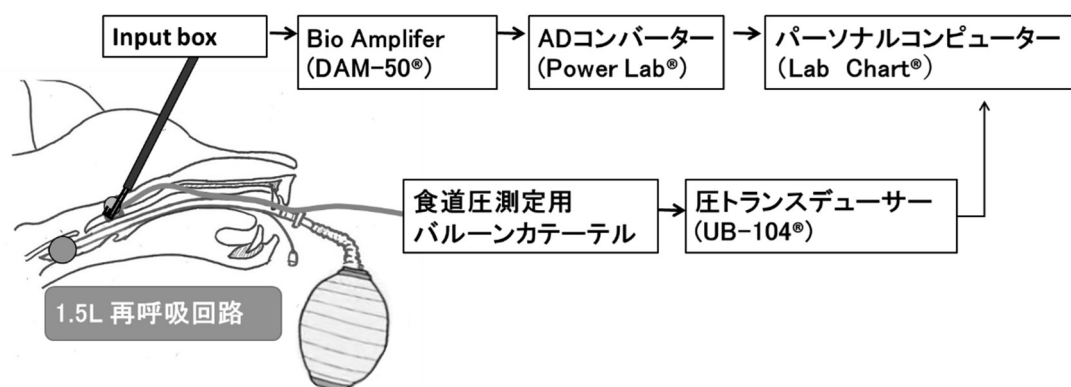 Input box
Bio Amplifer
(DAM-50®)
ADコンバーター
(Power Lab®)
パーソナルコンピューター
(Lab Chart®)
食道圧測定用
バルーンカテーテル
圧トランスデューサー
(UB-104®)
1.5L 再呼吸回路